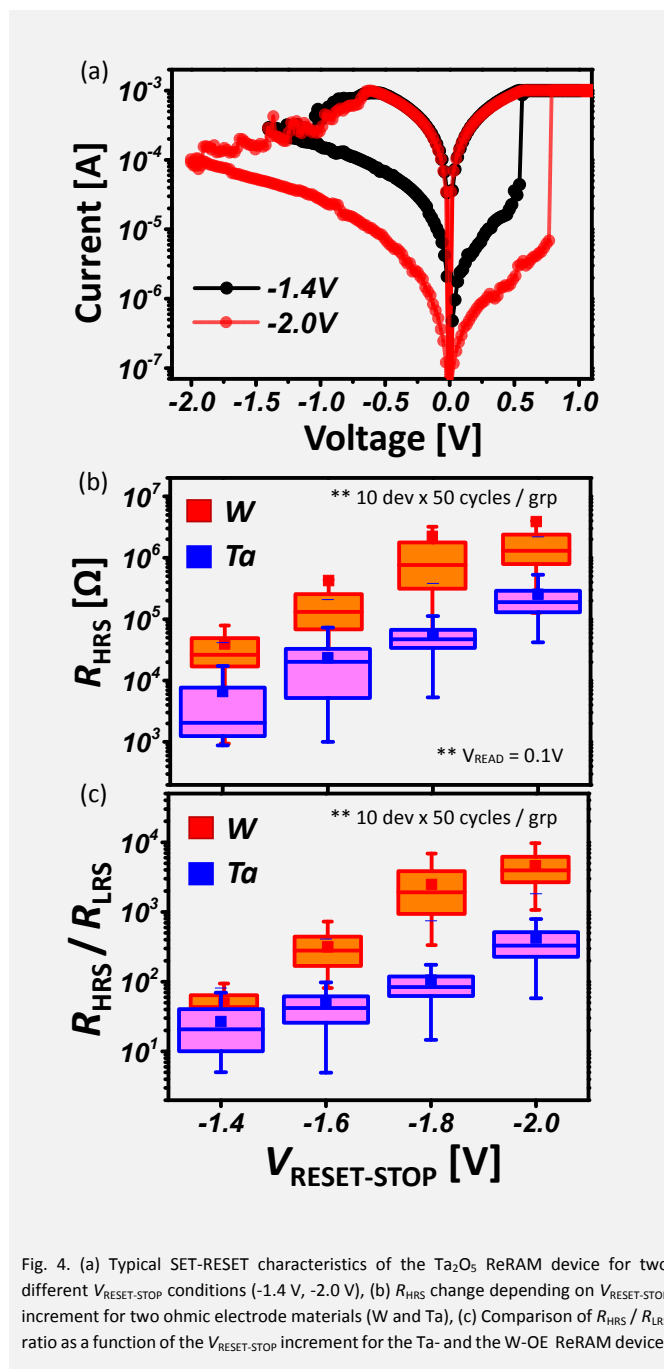 (a)
10⁻³
10⁻⁴
10⁻⁵
10⁻⁶
10⁻⁷
Current [A]
-1.4V
-2.0V
-2.0 -1.5 -1.0 -0.5 0.0 0.5 1.0
Voltage [V]
(b)
10⁷
10⁶
10⁵
10⁴
10³
R_HRS [Ω]
W
Ta
** 10 dev x 50 cycles / grp
** V_READ = 0.1V
(c)
10⁴
10³
10²
10¹
R_HRS / R_LRS
W
Ta
** 10 dev x 50 cycles / grp
-1.4 -1.6 -1.8 -2.0
V_RESET-STOP [V]
Fig. 4. (a) Typical SET-RESET characteristics of the Ta₂O₅ ReRAM device for two
different V_RESET-STOP conditions (-1.4 V, -2.0 V), (b) R_HRS change depending on V_RESET-STOP
increment for two ohmic electrode materials (W and Ta), (c) Comparison of R_HRS / R_LRS
ratio as a function of the V_RESET-STOP increment for the Ta- and the W-OE ReRAM device